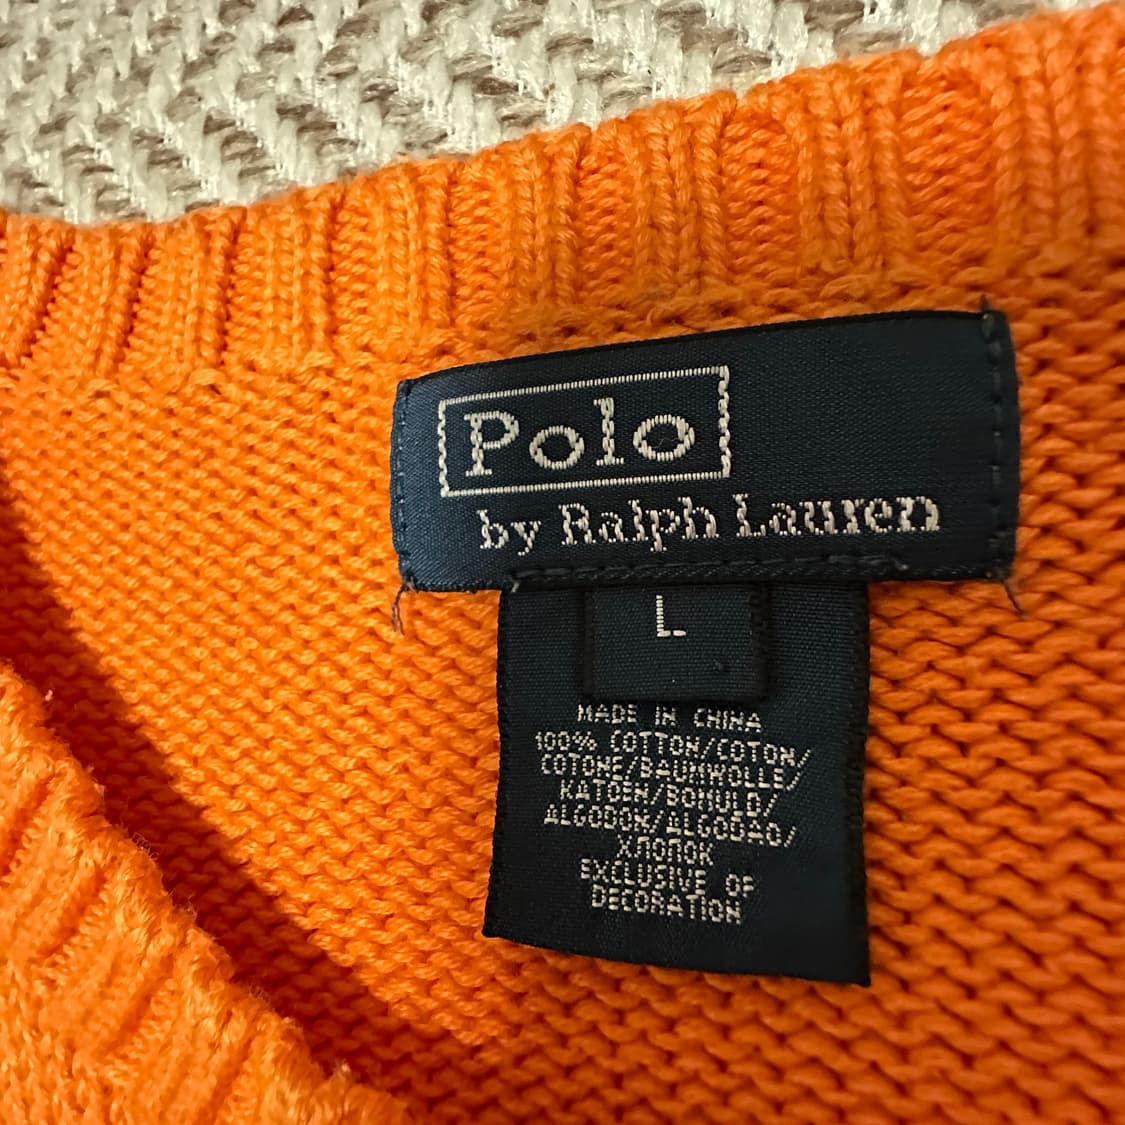 Polo
by Ralph Lauren
L
MADE IN CHINA
100% COTTON/COTON/
COTONE/BAUMWOLLE/
KATOEN/BOMULD/
ALGODON/ALGODAO/
ХЛОПОК
EXCLUSIVE OF
DECORATION